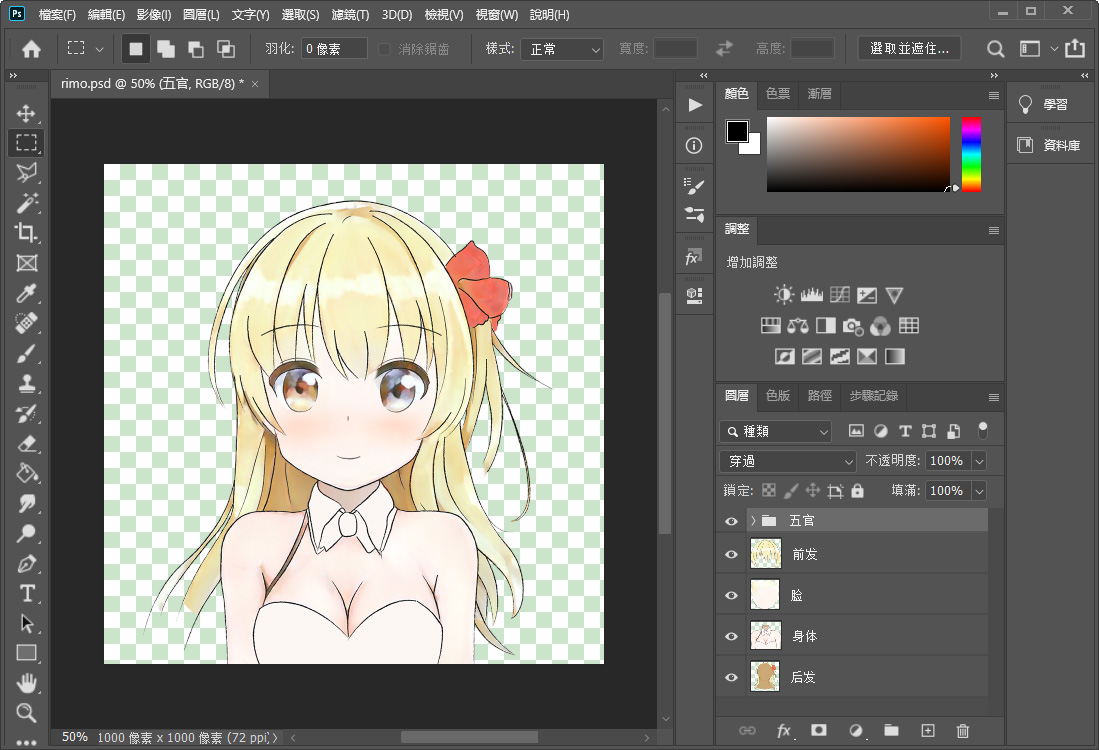 Ps 檔案(F) 編輯(E) 影像(I) 圖層(L) 文字(Y) 選取(S) 濾鏡(T) 3D(D) 檢視(V) 視窗(W) 說明(H)
羽化: 0 像素 消除鋸齒 樣式: 正常 寬度: 高度: 選取並遮住...
rimo.psd @ 50% (五官, RGB/8) * ×
顏色 色票 漸層
學習
資料庫
調整
增加調整
圖層 色版 路徑 步驟記錄
種類
穿過 不透明度: 100%
鎖定: 填滿: 100%
五官
前发
脸
身体
后发
fx
T
T
fx
50% 1000 像素 x 1000 像素 (72 ppi)